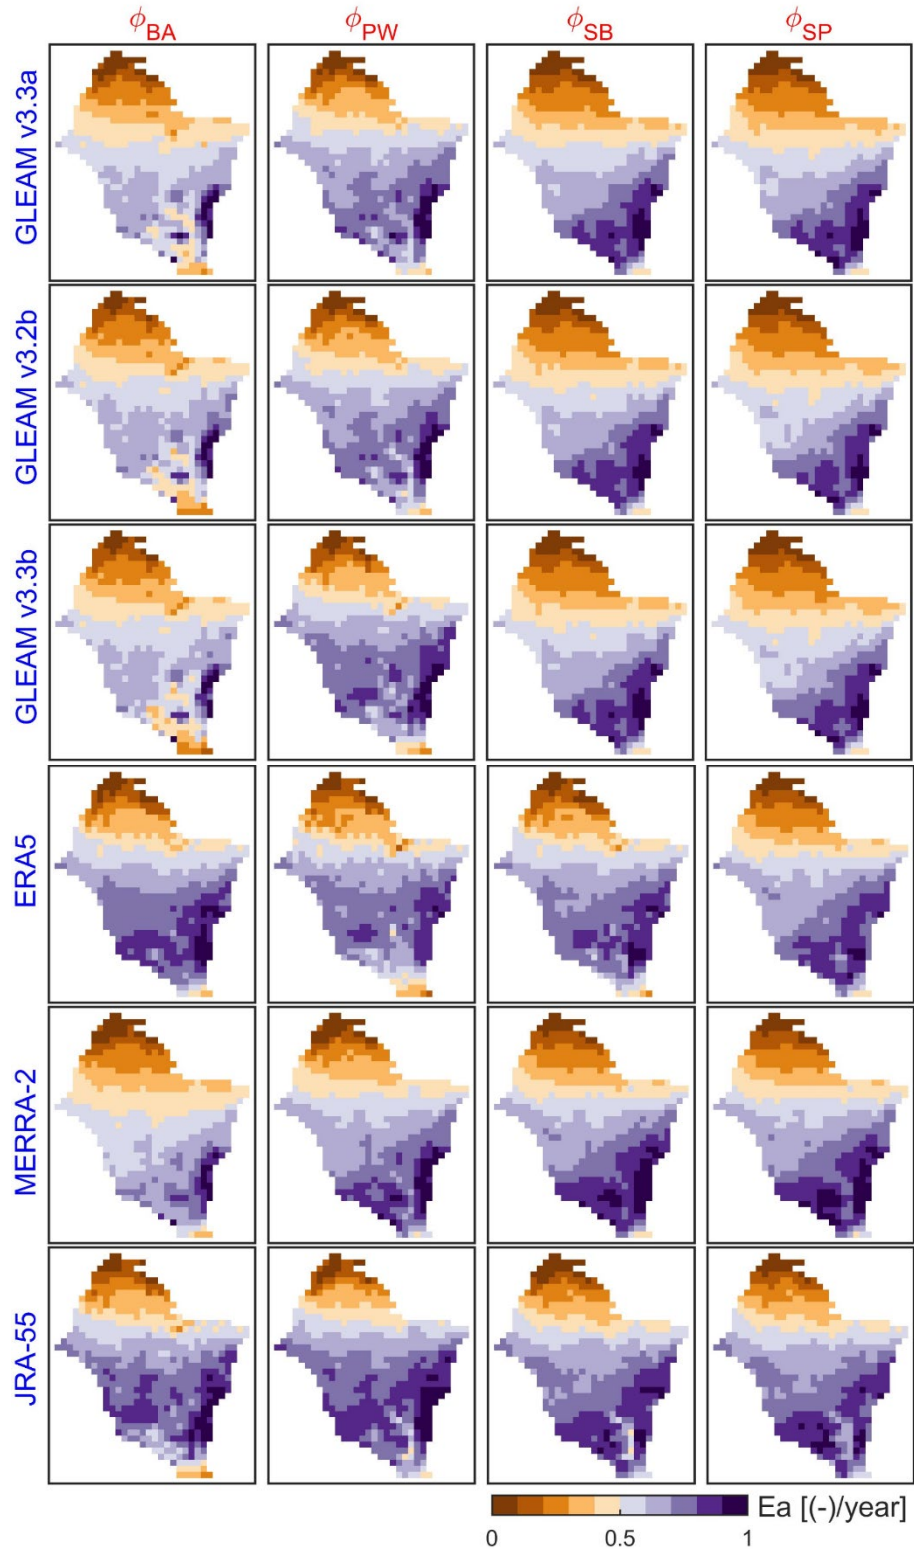 ϕBA ϕPW ϕSB ϕSP
GLEAM v3.3a
GLEAM v3.2b
GLEAM v3.3b
ERA5
MERRA-2
JRA-55
Ea [(-)/year]
0 0.5 1